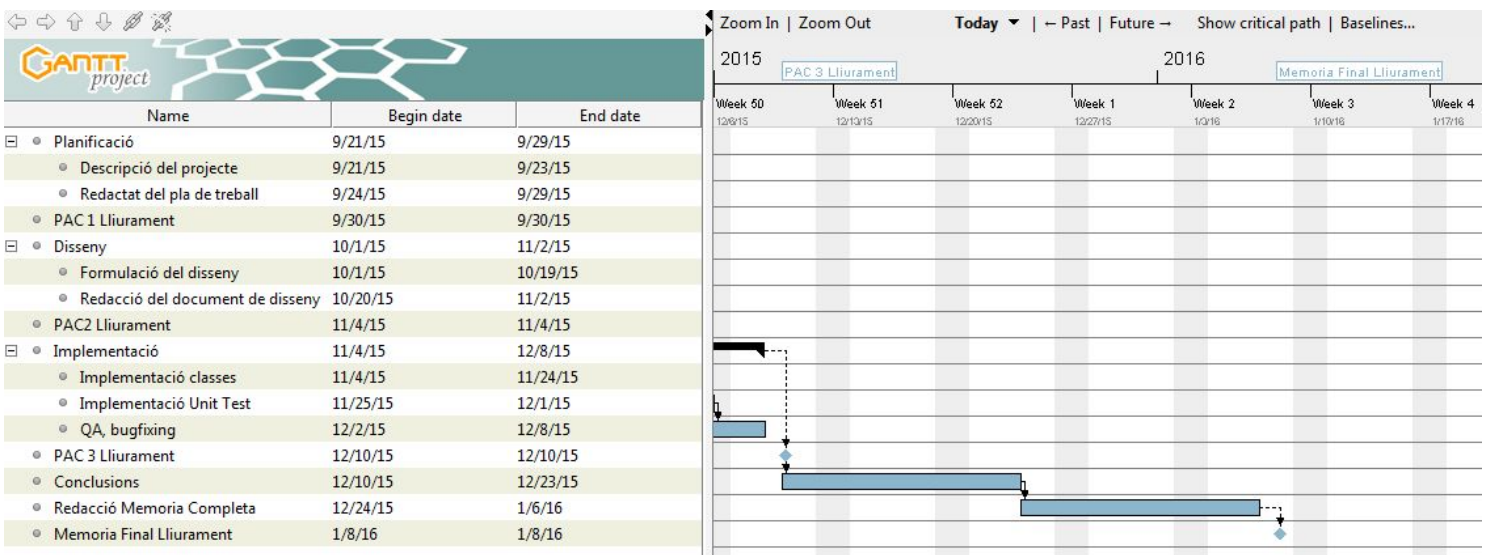 Zoom In | Zoom Out Today ▼ | ← Past | Future → Show critical path | Baselines...
GANTT
project
2015 2016
PAC 3 Lliurament Memoria Final Lliurament
Week 50 Week 51 Week 52 Week 1 Week 2 Week 3 Week 4
12/6/15 12/13/15 12/20/15 12/27/15 1/3/16 1/10/16 1/17/16
Name Begin date End date
Planificació 9/21/15 9/29/15
Descripció del projecte 9/21/15 9/23/15
Redactat del pla de treball 9/24/15 9/29/15
PAC 1 Lliurament 9/30/15 9/30/15
Disseny 10/1/15 11/2/15
Formulació del disseny 10/1/15 10/19/15
Redacció del document de disseny 10/20/15 11/2/15
PAC2 Lliurament 11/4/15 11/4/15
Implementació 11/4/15 12/8/15
Implementació classes 11/4/15 11/24/15
Implementació Unit Test 11/25/15 12/1/15
QA, bugfixing 12/2/15 12/8/15
PAC 3 Lliurament 12/10/15 12/10/15
Conclusions 12/10/15 12/23/15
Redacció Memoria Completa 12/24/15 1/6/16
Memoria Final Lliurament 1/8/16 1/8/16